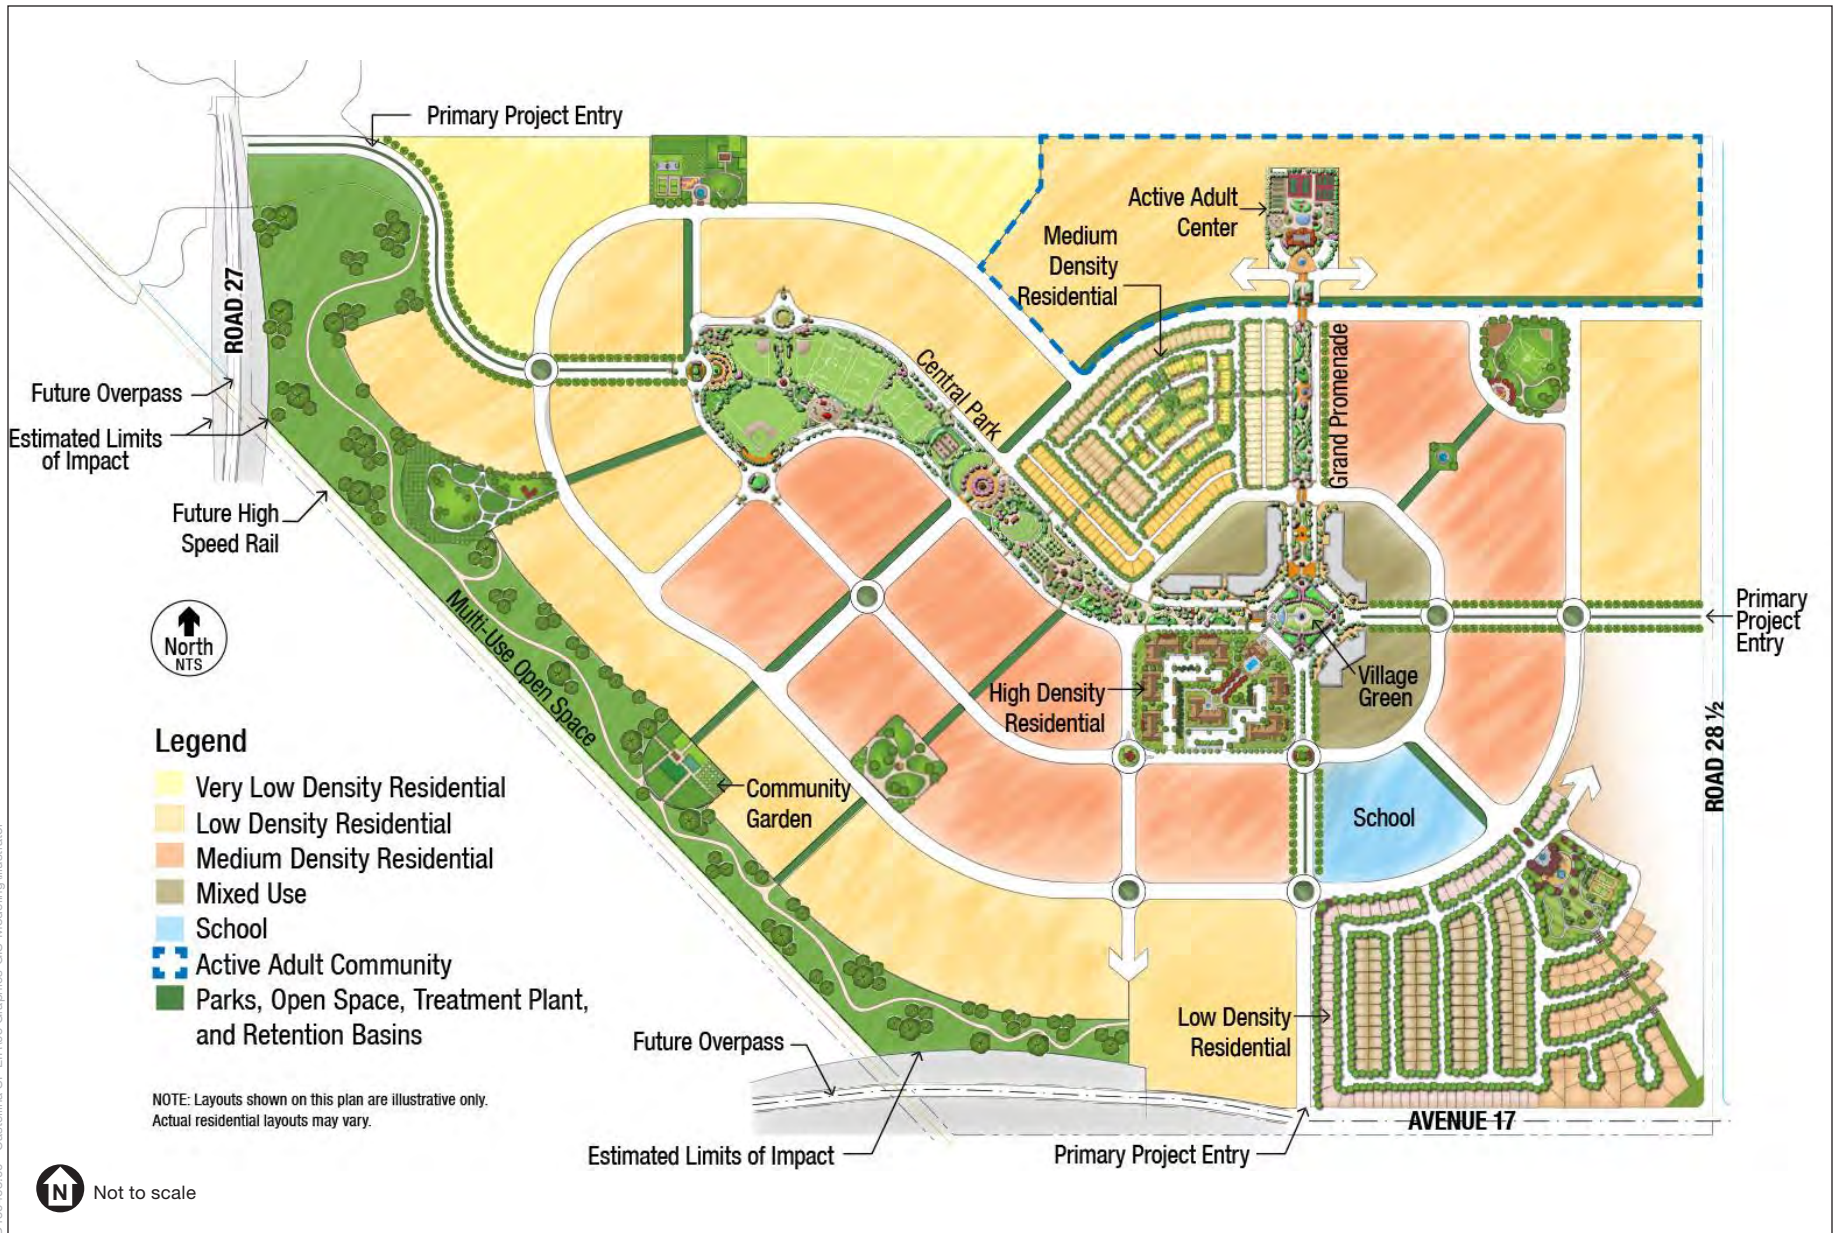 Primary Project Entry
Active Adult
Center
Medium
Density
Residential
ROAD 27
Grand Promenade
Central Park
Future Overpass
Estimated Limits
of Impact
Future High
Speed Rail
North
NTS
Multi-Use Open Space
Primary
Project
Entry
Village
Green
High Density
Residential
ROAD 28 ½
Community
Garden
School
Legend
Very Low Density Residential
Low Density Residential
Medium Density Residential
Mixed Use
School
Active Adult Community
Parks, Open Space, Treatment Plant,
and Retention Basins
Low Density
Residential
Future Overpass
NOTE: Layouts shown on this plan are illustrative only.
Actual residential layouts may vary.
AVENUE 17
Estimated Limits of Impact
Primary Project Entry
N
Not to scale